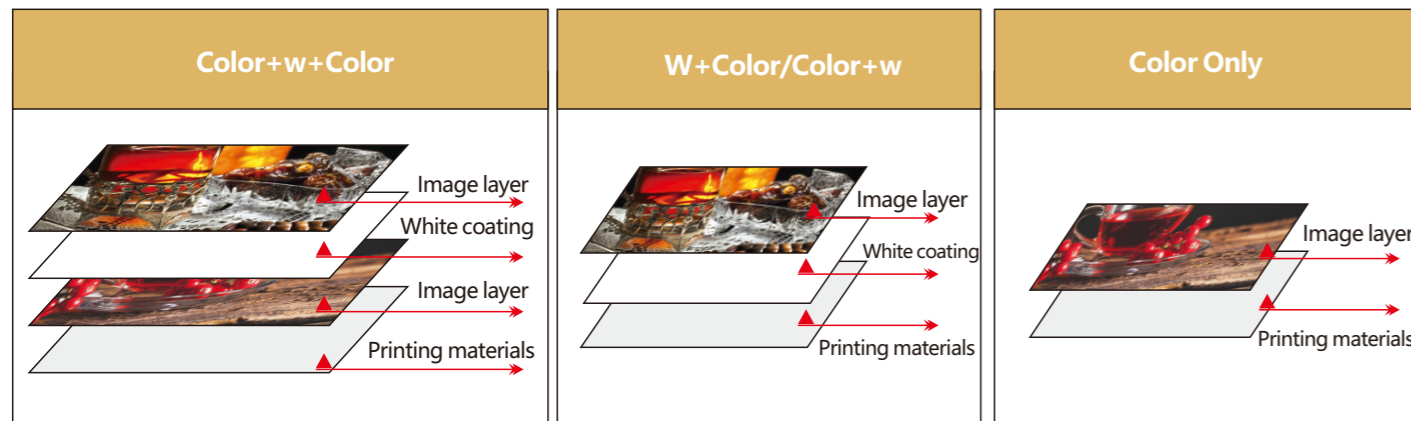 Color+w+Color
Image layer
White coating
Image layer
Printing materials
W+Color/Color+w
Image layer
White coating
Printing materials
Color Only
Image layer
Printing materials